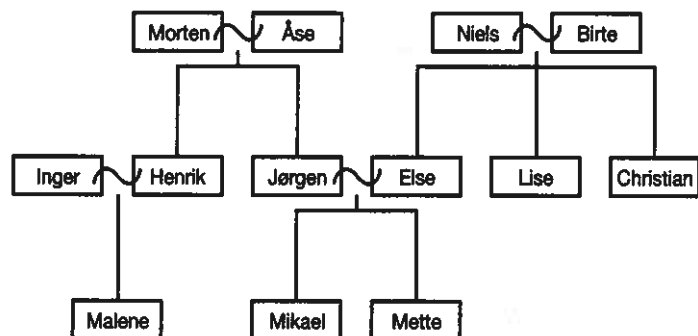 Morten Åse Niels Birte
Inger Henrik Jørgen Else Lise Christian
Malene Mikael Mette